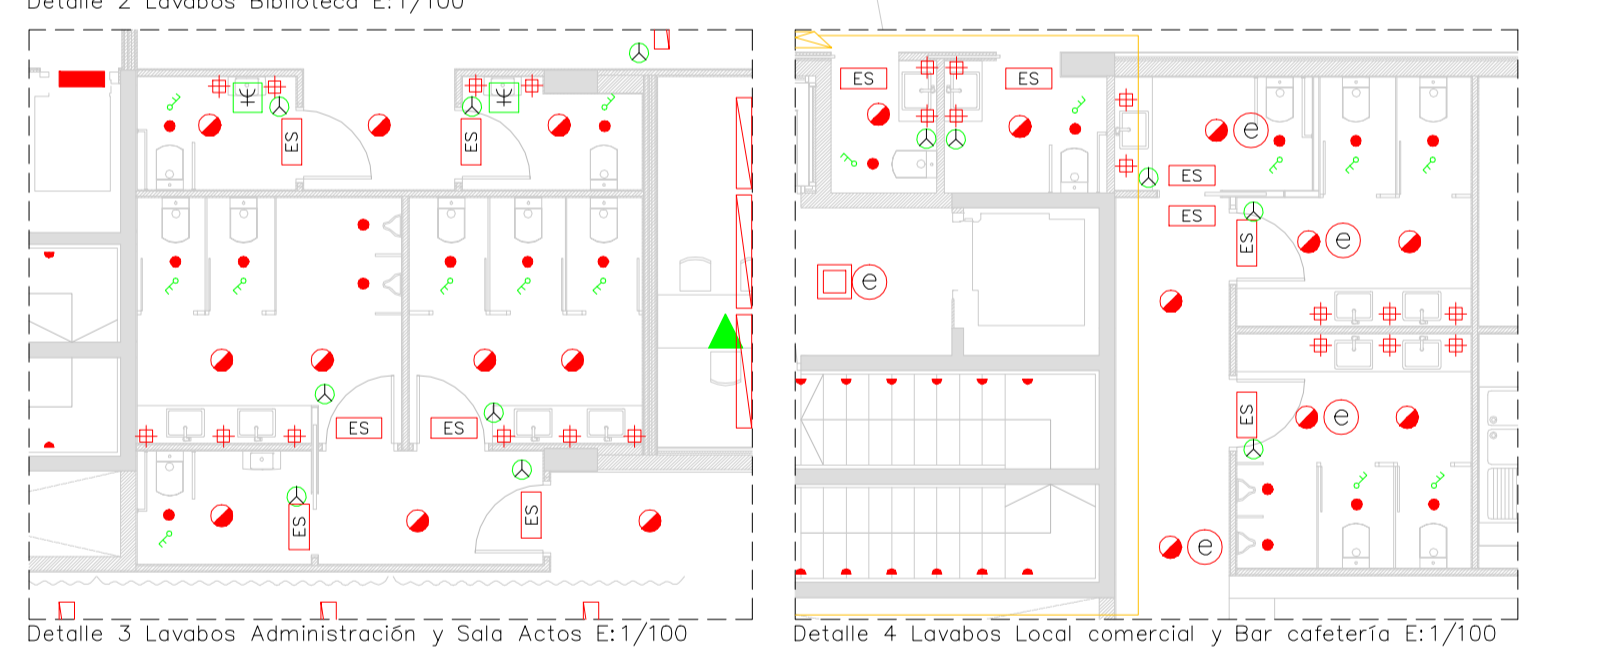 Detalle 2 Lavabos Biblioteca E:1/100
ES
ES
ES
ES
ES
ES
Detalle 3 Lavabos Administración y Sala Actos E:1/100
ES
ES
e
ES
ES
ES
e
e
ES
e
e
Detalle 4 Lavabos Local comercial y Bar cafetería E:1/100